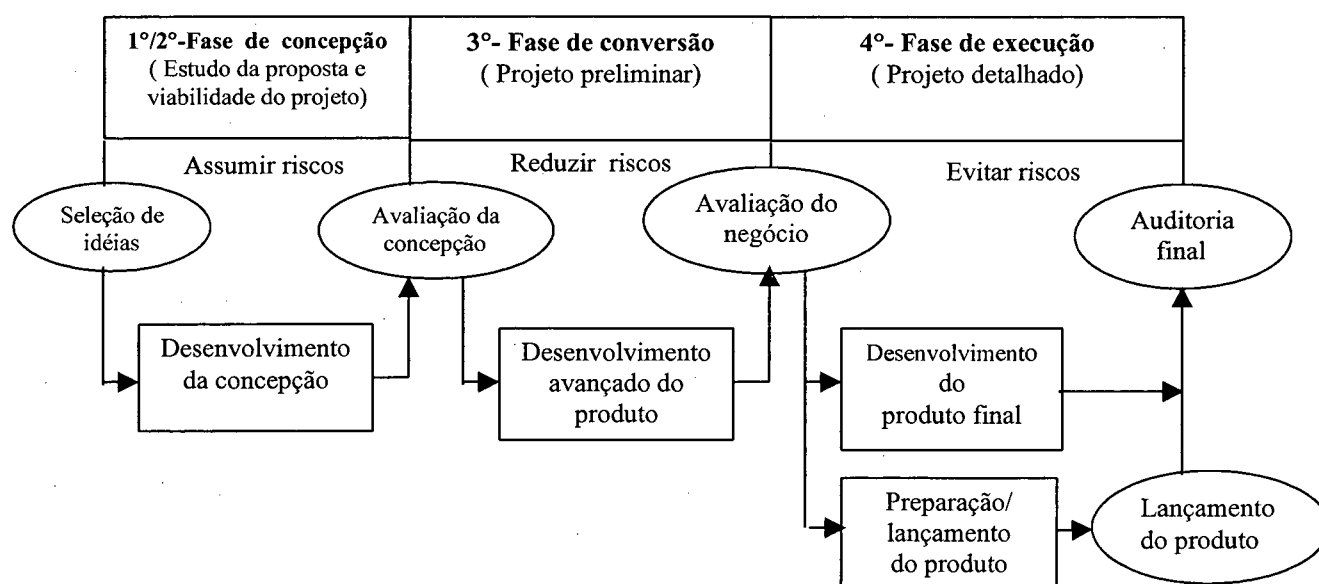 1°/2°-Fase de concepção
( Estudo da proposta e
viabilidade do projeto)
3°- Fase de conversão
( Projeto preliminar)
4°- Fase de execução
( Projeto detalhado)
Assumir riscos
Reduzir riscos
Evitar riscos
Seleção de
idéias
Avaliação da
concepção
Avaliação do
negócio
Auditoria
final
Desenvolvimento
da concepção
Desenvolvimento
avançado do
produto
Desenvolvimento
do
produto final
Preparação/
lançamento
do produto
Lançamento
do produto